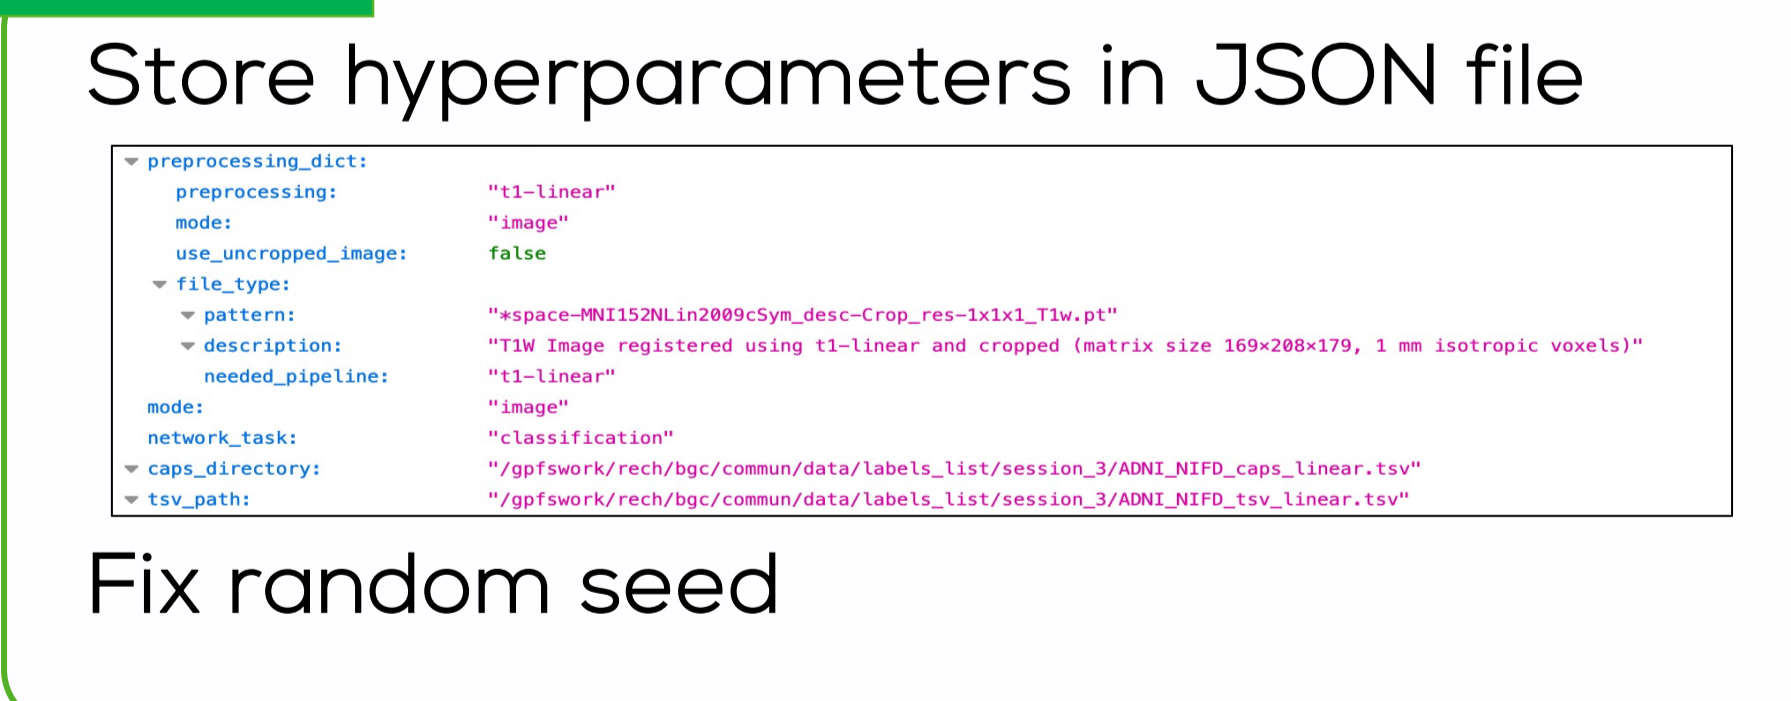 Store hyperparameters in JSON file
preprocessing_dict:
preprocessing: "t1-linear"
mode: "image"
use_uncropped_image: false
file_type:
pattern: "*space-MNI152NLin2009cSym_desc-Crop_res-1x1x1_T1w.pt"
description: "T1W Image registered using t1-linear and cropped (matrix size 169×208×179, 1 mm isotropic voxels)"
needed_pipeline: "t1-linear"
mode: "image"
network_task: "classification"
caps_directory: "/gpfswork/rech/bgc/commun/data/labels_list/session_3/ADNI_NIFD_caps_linear.tsv"
tsv_path: "/gpfswork/rech/bgc/commun/data/labels_list/session_3/ADNI_NIFD_tsv_linear.tsv"
Fix random seed